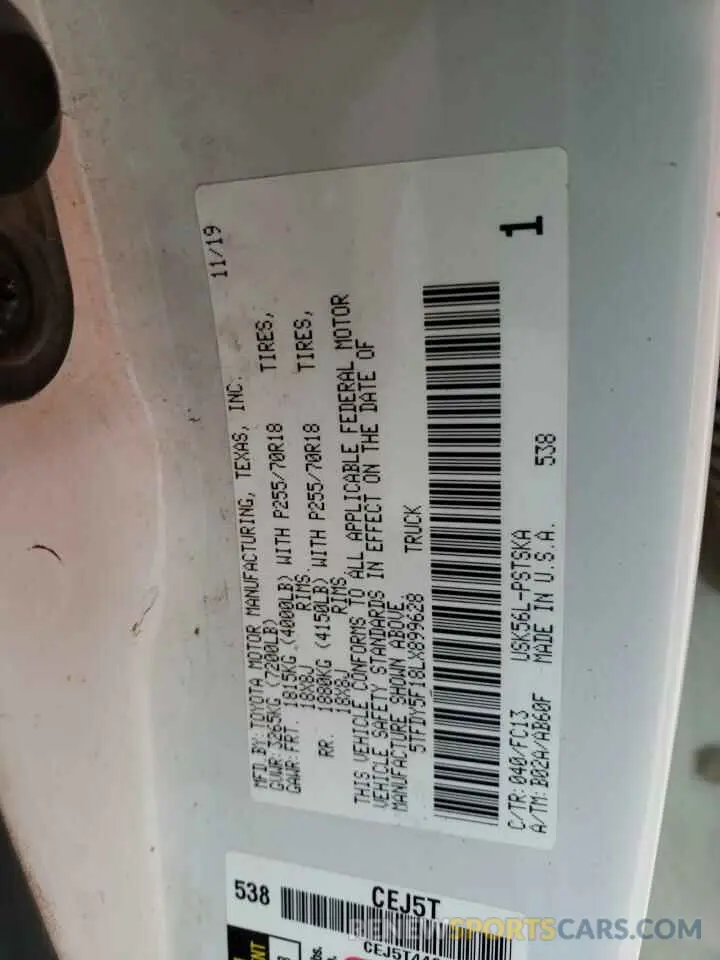 MFD BY: TOYOTA MOTOR MANUFACTURING, TEXAS, INC. 11/19
GVWR: 3265KG (7200LB)
GAWR: FRT. 1815KG (4000LB) WITH P255/70R18 TIRES,
18X8J RIMS.
RR. 1880KG (4150LB) WITH P255/70R18 TIRES,
18X8J RIMS
THIS VEHICLE CONFORMS TO ALL APPLICABLE FEDERAL MOTOR
VEHICLE SAFETY STANDARDS IN EFFECT ON THE DATE OF
MANUFACTURE SHOWN ABOVE.
5TFDY5F18LX899628 TRUCK
C/TR: 040/FC13 USK56L-PSTSKA 538
A/TM: B02A/AB60F MADE IN U.S.A.
1
538
CEJ5T
REMOVESPORTSCARS.COM